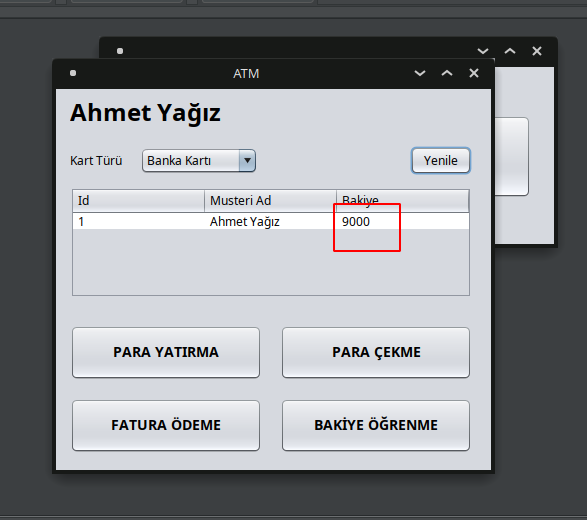 ATM
Ahmet Yağız
Kart Türü Banka Kartı Yenile
Id Musteri Ad Bakiye
1 Ahmet Yağız 9000
PARA YATIRMA PARA ÇEKME
FATURA ÖDEME BAKİYE ÖĞRENME